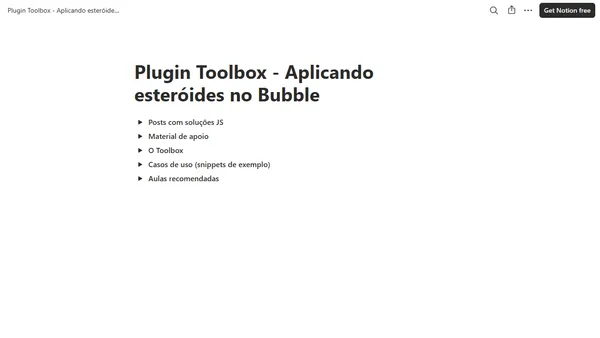 Plugin Toolbox - Aplicando esteróide...
Get Notion free
Plugin Toolbox - Aplicando
esteróides no Bubble
Posts com soluções JS
Material de apoio
O Toolbox
Casos de uso (snippets de exemplo)
Aulas recomendadas